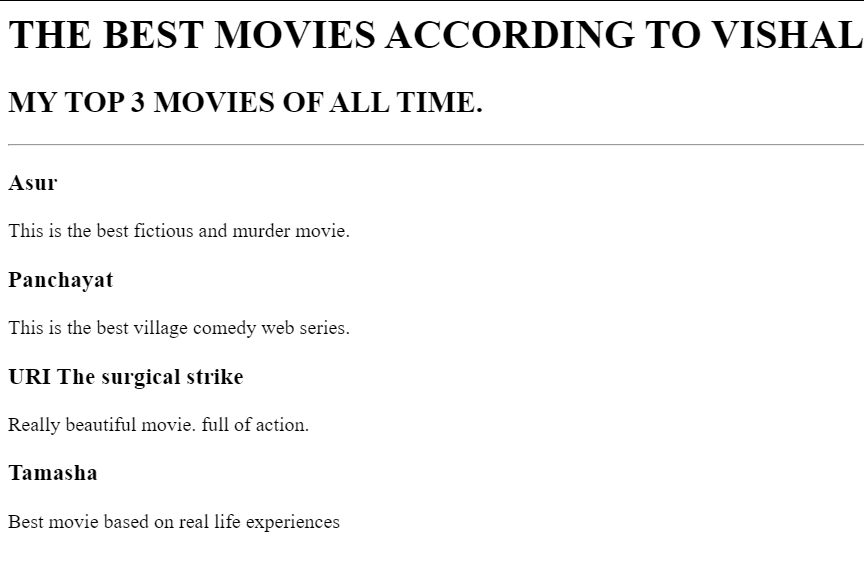 THE BEST MOVIES ACCORDING TO VISHAL
MY TOP 3 MOVIES OF ALL TIME.
Asur
This is the best fictious and murder movie.
Panchayat
This is the best village comedy web series.
URI The surgical strike
Really beautiful movie. full of action.
Tamasha
Best movie based on real life experiences